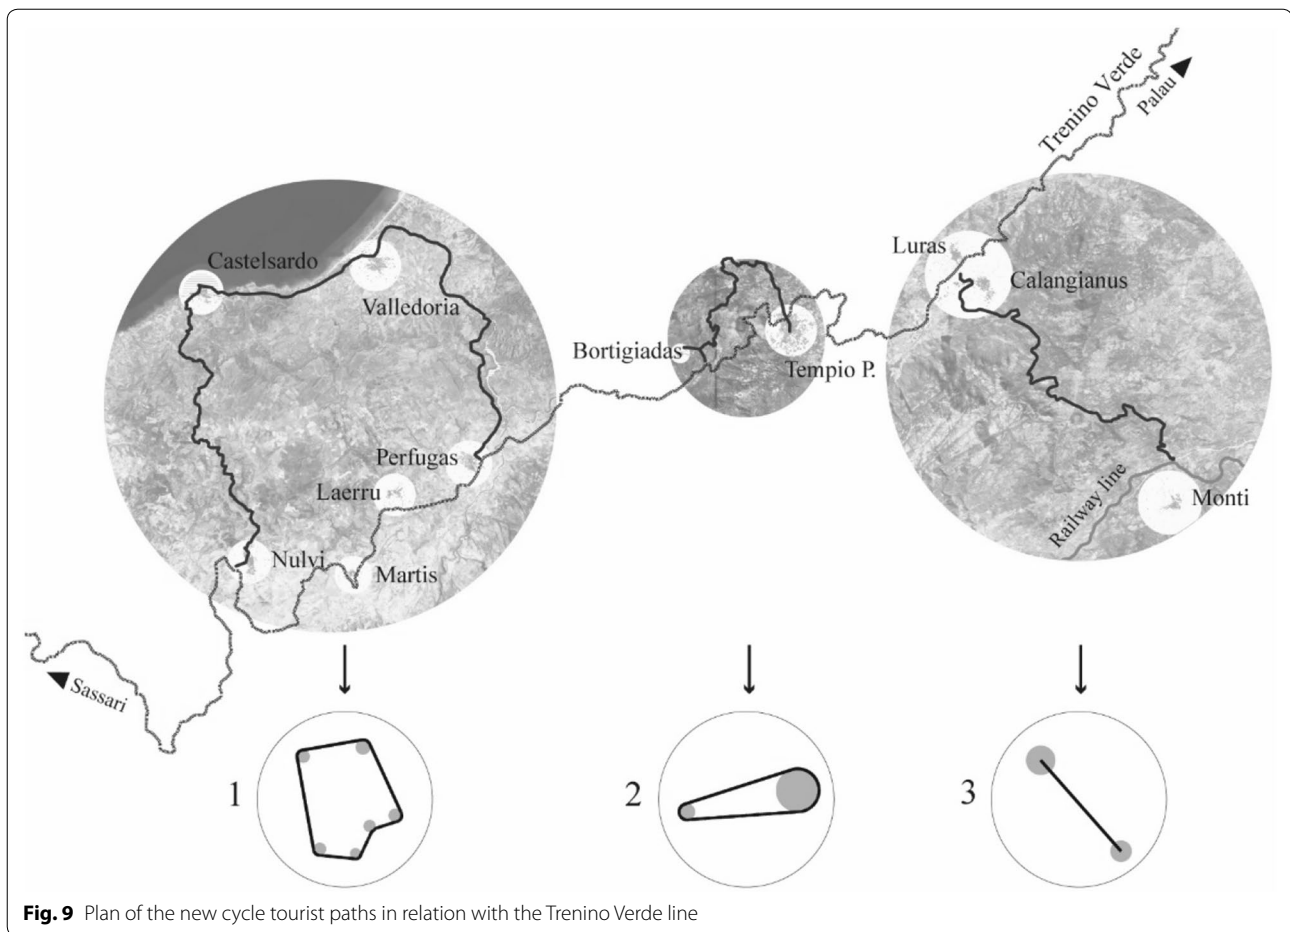 Trenino Verde
Palau
Luras
Castelsardo
Calangianus
Valledoria
Bortigiadas
Tempio P.
Perfugas
Laerru
Railway line
Monti
Nulvi
Martis
Sassari
1
2
3
Fig. 9 Plan of the new cycle tourist paths in relation with the Trenino Verde line